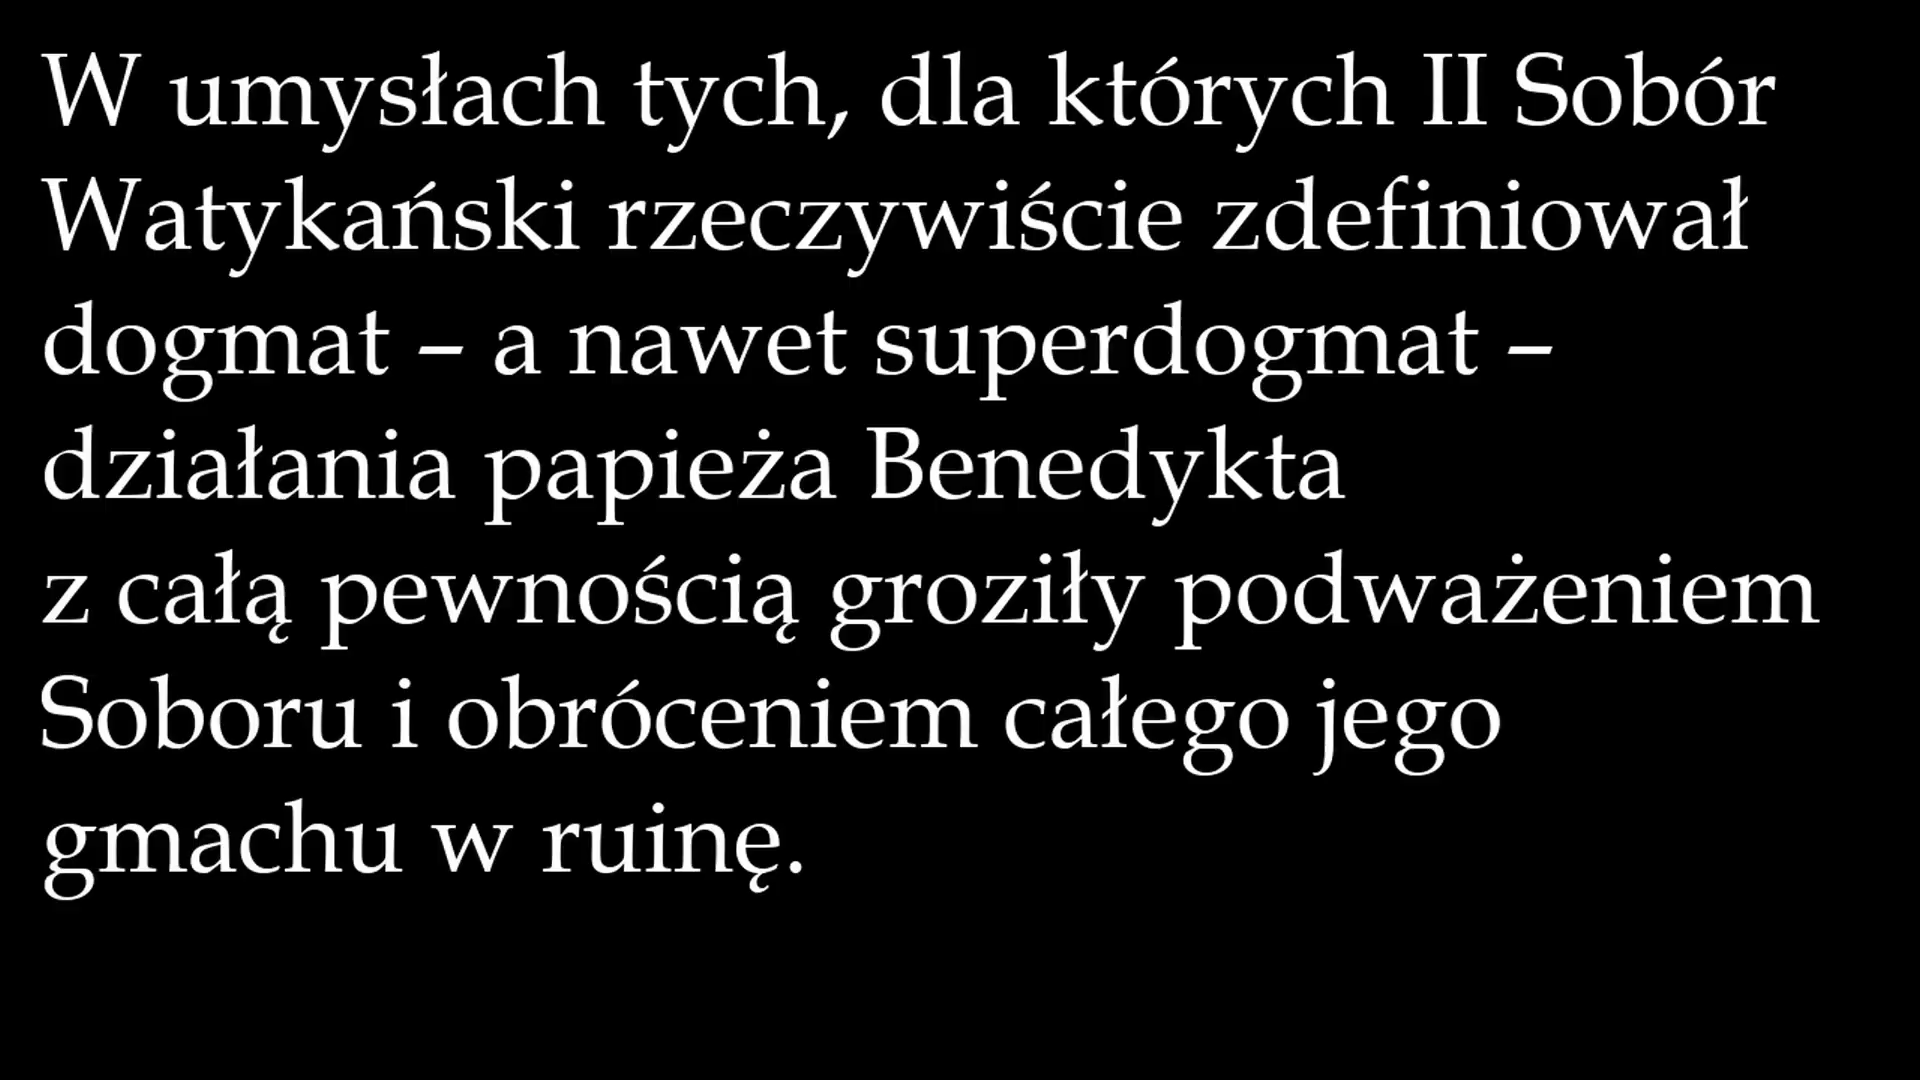 W umysłach tych, dla których II Sobór
Watykański rzeczywiście zdefiniował
dogmat – a nawet superdogmat –
działania papieża Benedykta
z całą pewnością groziły podważeniem
Soboru i obróceniem całego jego
gmachu w ruinę.